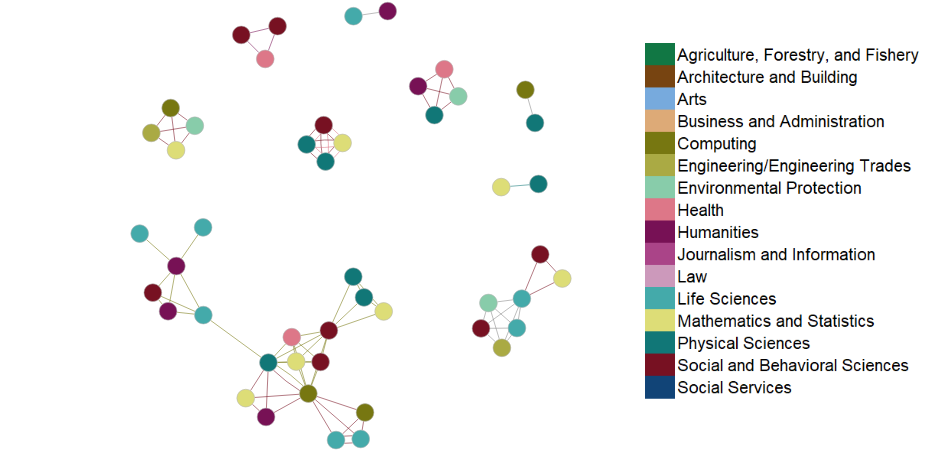 Agriculture, Forestry, and Fishery
Architecture and Building
Arts
Business and Administration
Computing
Engineering/Engineering Trades
Environmental Protection
Health
Humanities
Journalism and Information
Law
Life Sciences
Mathematics and Statistics
Physical Sciences
Social and Behavioral Sciences
Social Services